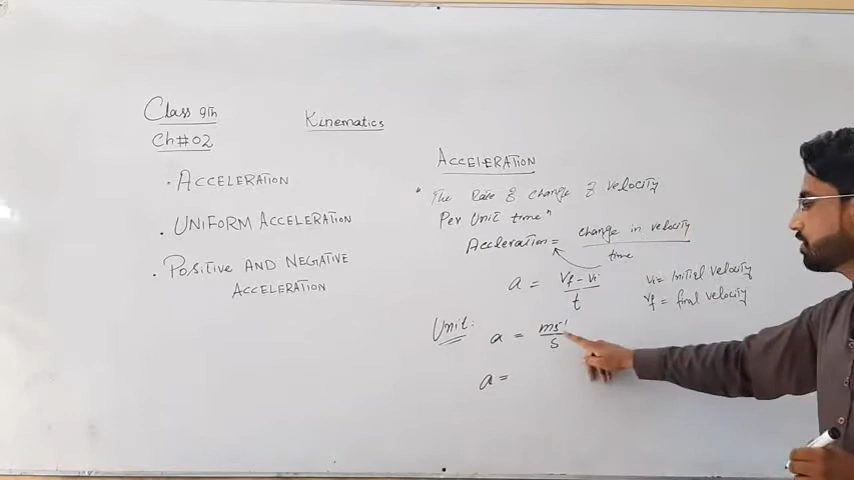 Class 9th
Ch#02
Kinematics
• ACCELERATION
• UNIFORM ACCELERATION
• POSITIVE AND NEGATIVE
ACCELERATION
ACCELERATION
" The Rate of change of velocity
Per Unit time"
Acceleration = change in velocity
time
a = vf - vi
t
vi = initial velocity
vf = final velocity
Unit:
a = ms⁻¹
s
a =